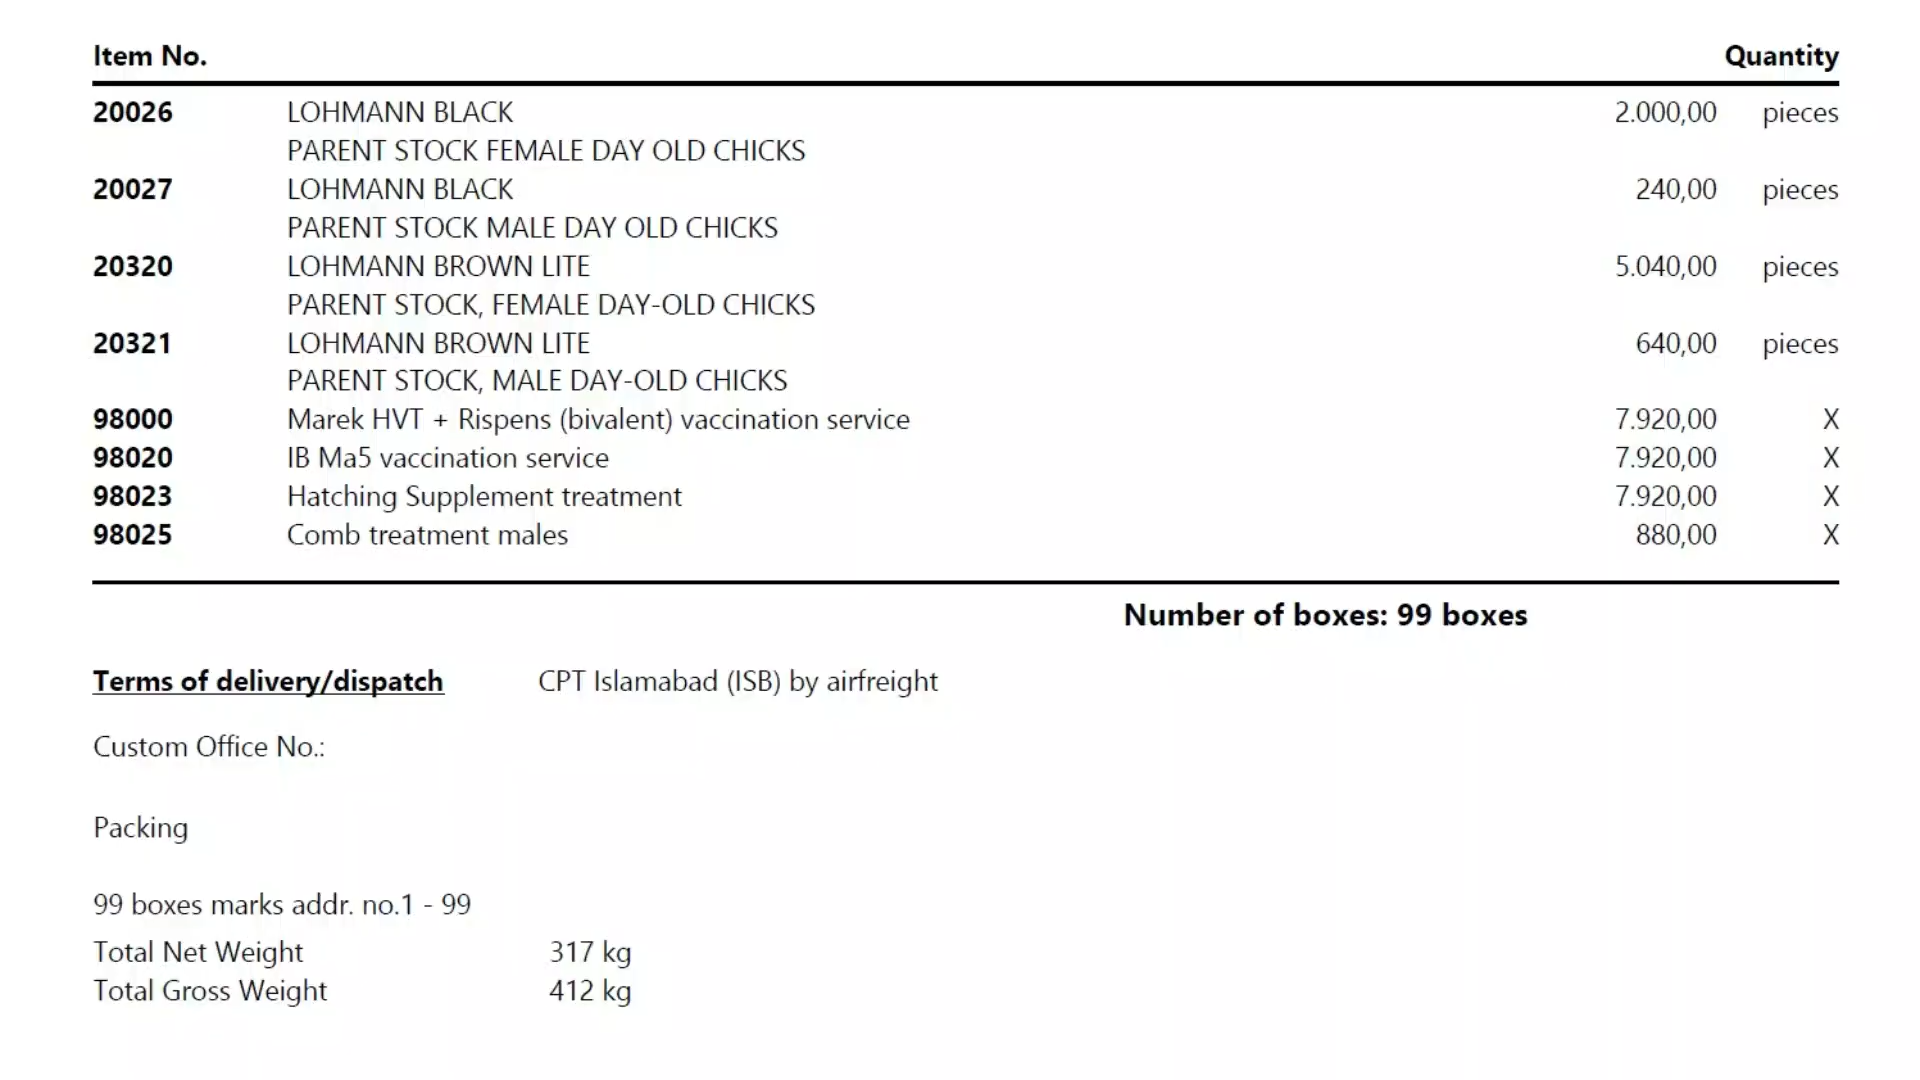 Item No. Quantity
20026 LOHMANN BLACK 2.000,00 pieces
PARENT STOCK FEMALE DAY OLD CHICKS
20027 LOHMANN BLACK 240,00 pieces
PARENT STOCK MALE DAY OLD CHICKS
20320 LOHMANN BROWN LITE 5.040,00 pieces
PARENT STOCK, FEMALE DAY-OLD CHICKS
20321 LOHMANN BROWN LITE 640,00 pieces
PARENT STOCK, MALE DAY-OLD CHICKS
98000 Marek HVT + Rispens (bivalent) vaccination service 7.920,00 X
98020 IB Ma5 vaccination service 7.920,00 X
98023 Hatching Supplement treatment 7.920,00 X
98025 Comb treatment males 880,00 X
Number of boxes: 99 boxes
Terms of delivery/dispatch CPT Islamabad (ISB) by airfreight
Custom Office No.:
Packing
99 boxes marks addr. no.1 - 99
Total Net Weight 317 kg
Total Gross Weight 412 kg